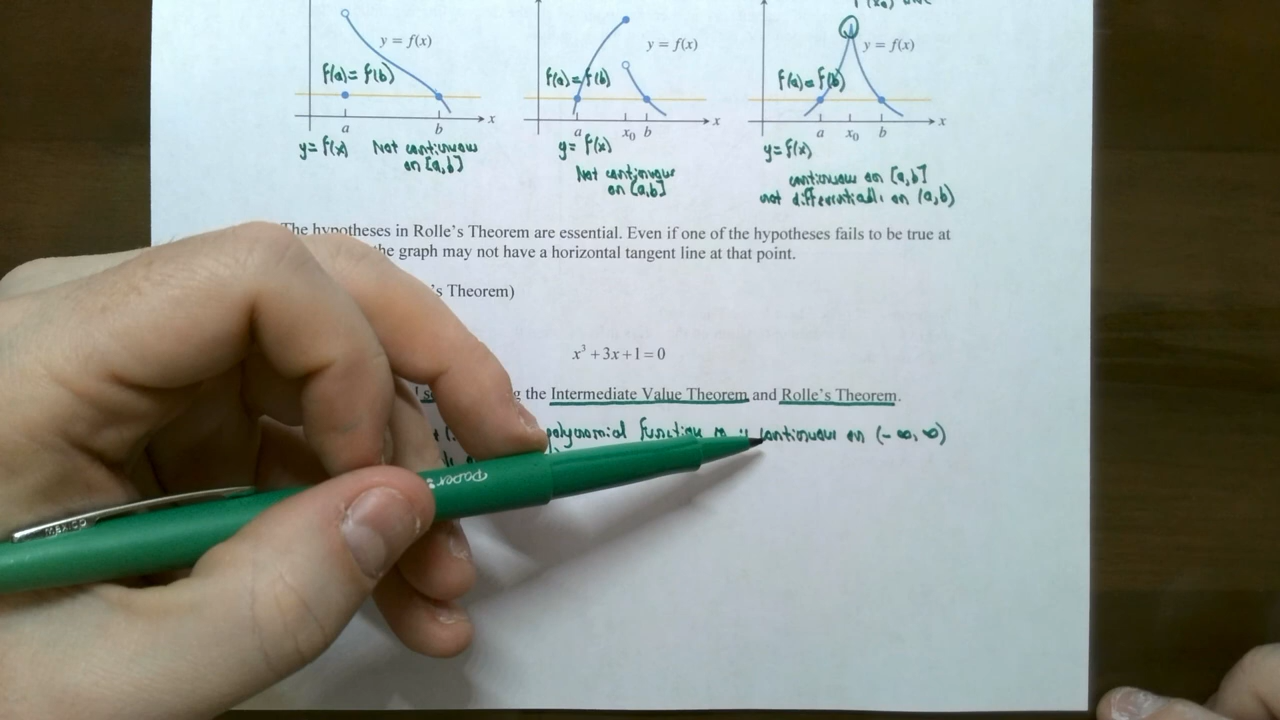 y = f(x)
f(a) = f(b)
a
b
x
y = f(x) Not continuous
on [a,b]
y = f(x)
f(a) = f(b)
a
x0 b
x
y = f(x)
Not continuous
on [a,b]
y = f(x)
f(a) = f(b)
a x0 b
x
y = f(x)
continuous on [a,b]
not on (a,b)
The hypotheses in Rolle's Theorem are essential. Even if one of the hypotheses fails to be true at
the graph may not have a horizontal tangent line at that point.
's Theorem)
x³ + 3x + 1 = 0
the Intermediate Value Theorem and Rolle's Theorem.
polynomial function continuous on (-∞, ∞)
Paper